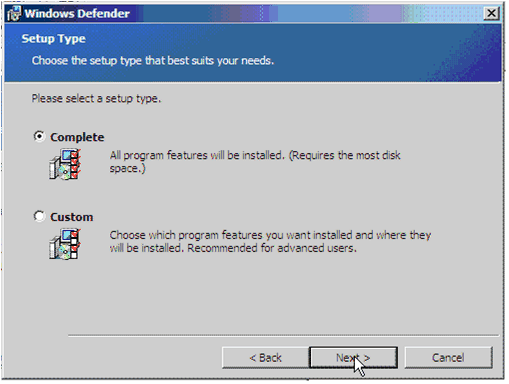 Windows Defender
Setup Type
Choose the setup type that best suits your needs.
Please select a setup type.
Complete
All program features will be installed. (Requires the most disk
space.)
Custom
Choose which program features you want installed and where they
will be installed. Recommended for advanced users.
< Back
Next >
Cancel